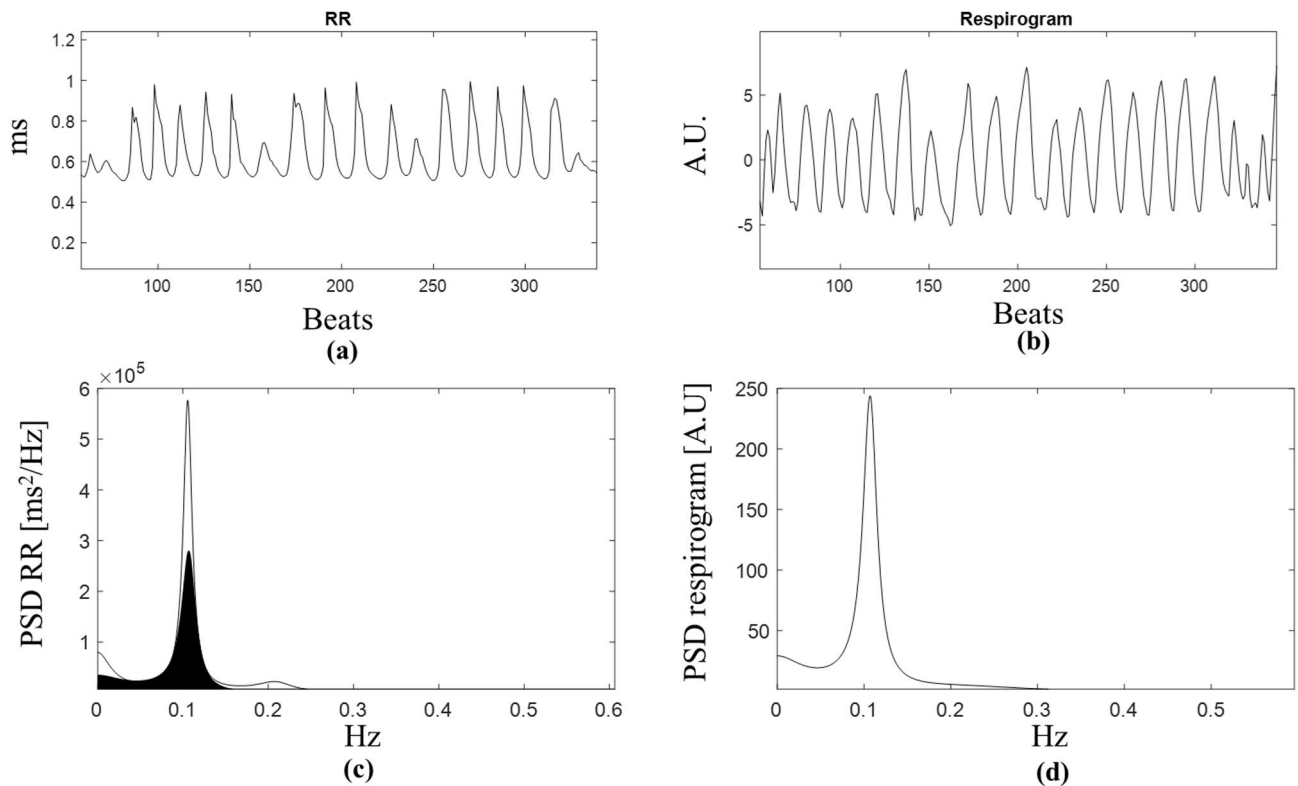 RR
1.2
1
0.8
0.6
0.4
0.2
ms
100 150 200 250 300
Beats
(a)
Respirogram
5
0
-5
A.U.
100 150 200 250 300
Beats
(b)
×10⁵
6
5
4
3
2
1
PSD RR [ms²/Hz]
0 0.1 0.2 0.3 0.4 0.5 0.6
Hz
(c)
250
200
150
100
50
PSD respirogram [A.U]
0 0.1 0.2 0.3 0.4 0.5
Hz
(d)